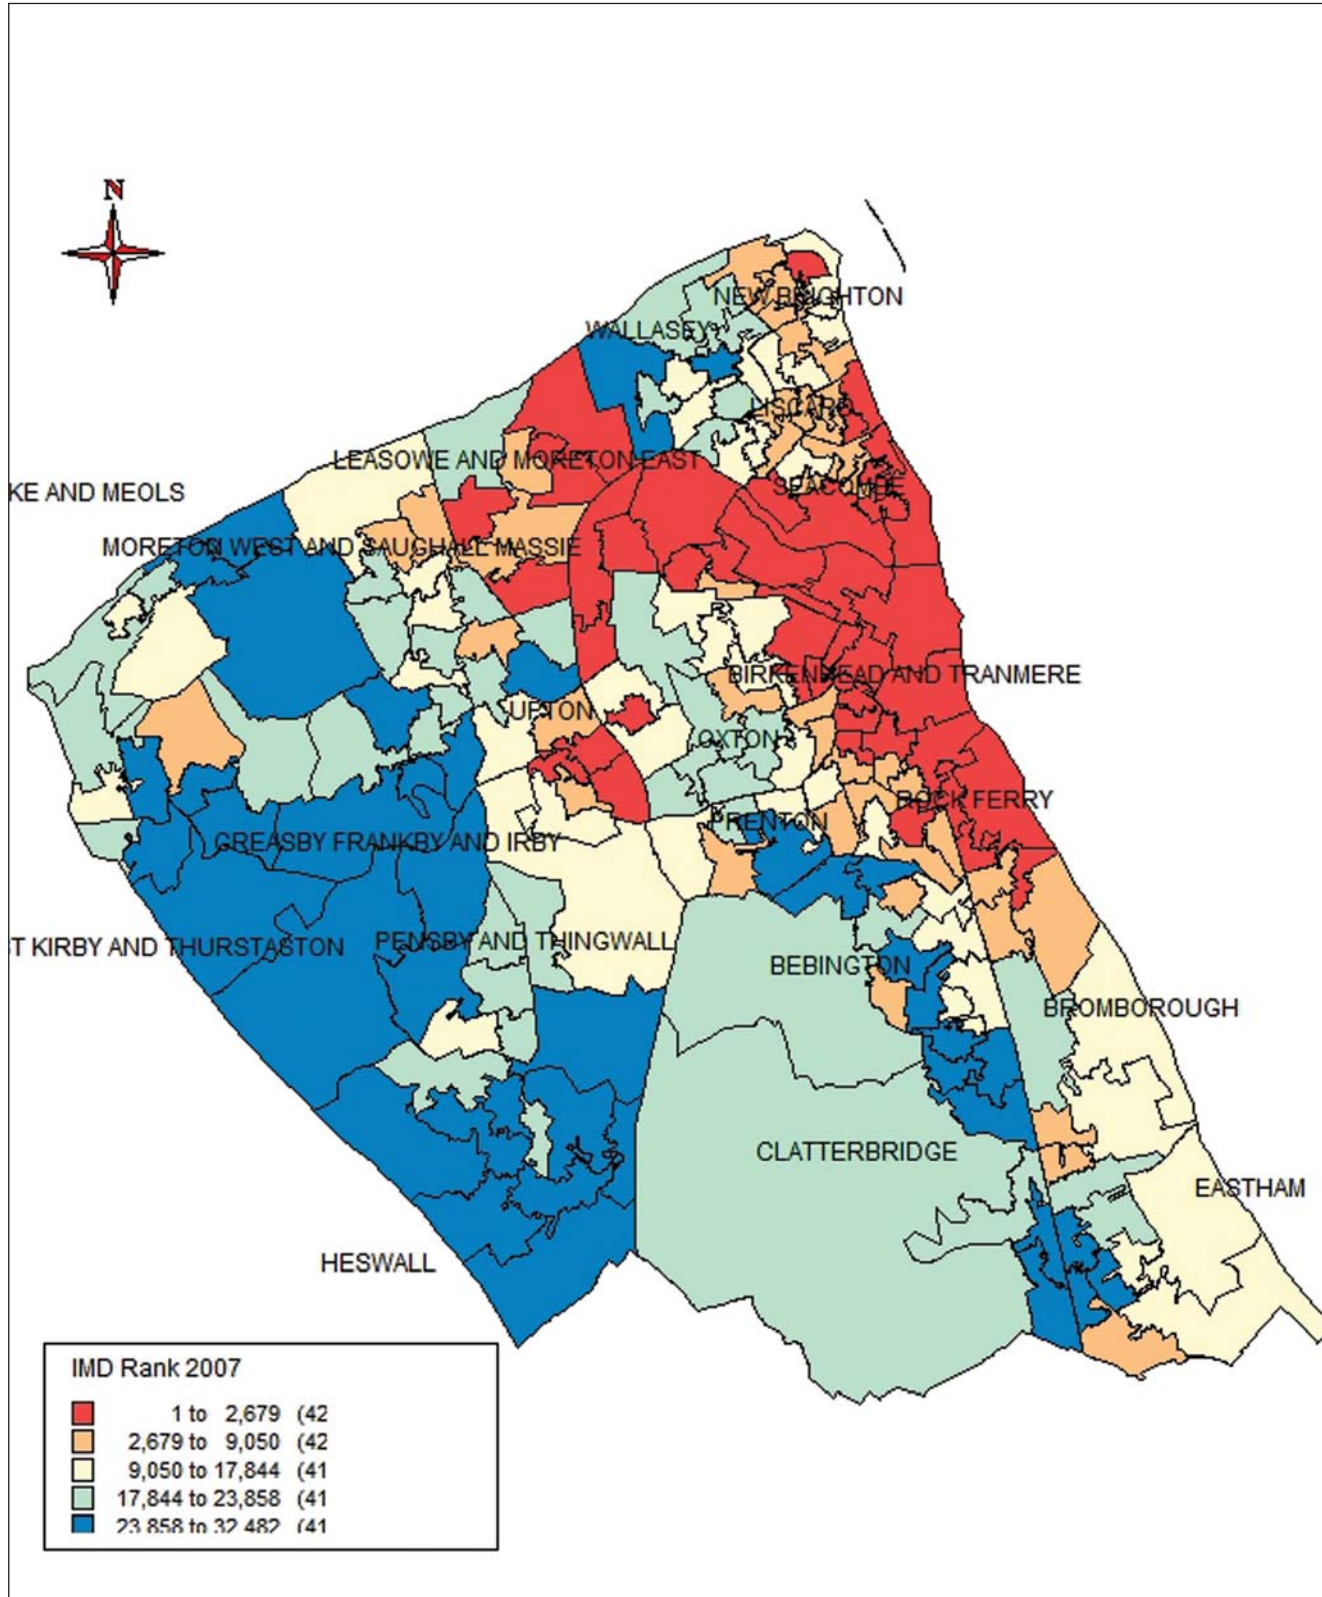 N
NEW BRIGHTON
WALLASEY
LISCARD
LEASOWE AND MORETON EAST
SEACOMBE
KE AND MEOLS
MORETON WEST AND SAUGHALL MASSIE
BIRKENHEAD AND TRANMERE
UPTON
OXTON
ROCK FERRY
PRENTON
GREASBY FRANKBY AND IRBY
ST KIRBY AND THURSTASTON
PENSBY AND THINGWALL
BEBINGTON
BROMBOROUGH
CLATTERBRIDGE
EASTHAM
HESWALL
IMD Rank 2007
1 to 2,679 (42
2,679 to 9,050 (42
9,050 to 17,844 (41
17,844 to 23,858 (41
23,858 to 32,482 (41